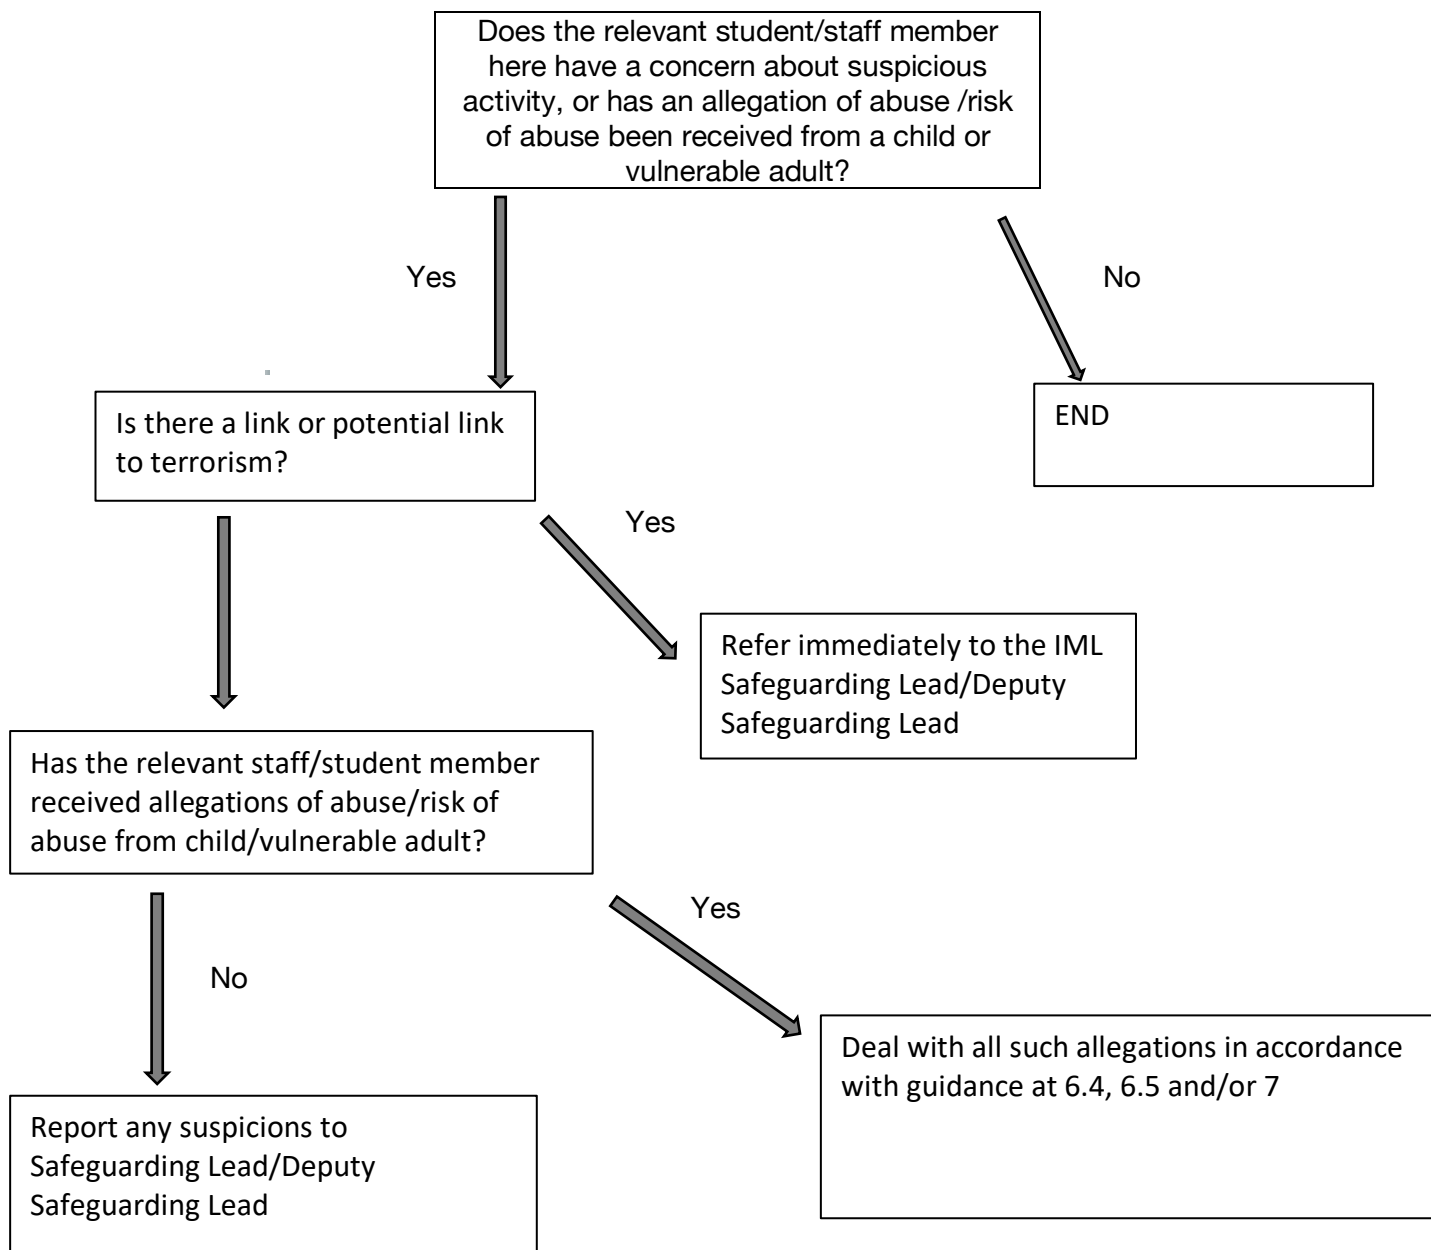 Does the relevant student/staff member
here have a concern about suspicious
activity, or has an allegation of abuse /risk
of abuse been received from a child or
vulnerable adult?
Yes
No
Is there a link or potential link
to terrorism?
END
Yes
Refer immediately to the IML
Safeguarding Lead/Deputy
Safeguarding Lead
Has the relevant staff/student member
received allegations of abuse/risk of
abuse from child/vulnerable adult?
Yes
No
Deal with all such allegations in accordance
with guidance at 6.4, 6.5 and/or 7
Report any suspicions to
Safeguarding Lead/Deputy
Safeguarding Lead